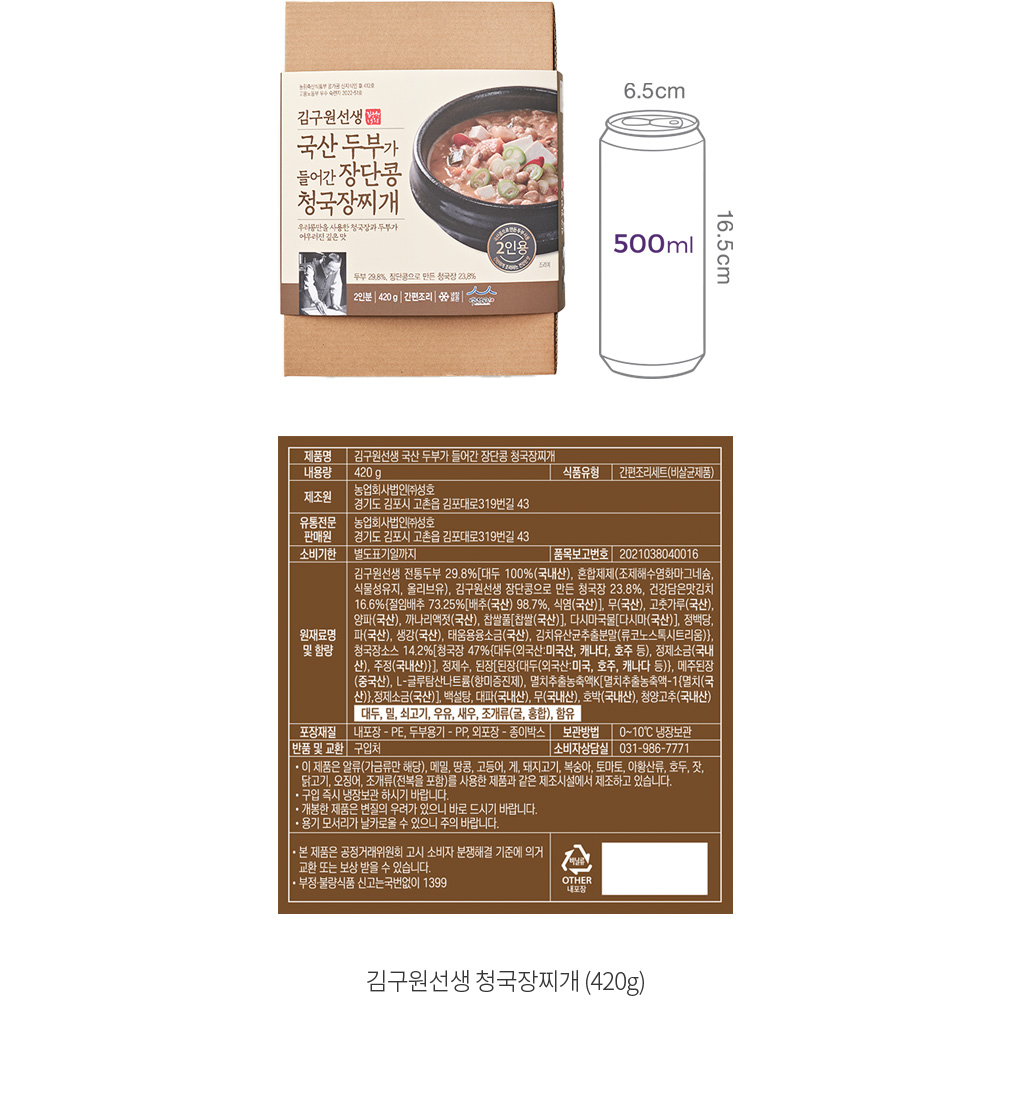 김구원선생
국산 두부가
들어간 장단콩
청국장찌개
우리콩만을 사용한 청국장과 두부가
어우러진 깊은 맛
2인용
두부 29.8%, 장단콩으로 만든 청국장 23.8%
2인분 420 g 간편조리 냉장보관
6.5cm
500ml
16.5cm
제품명 김구원선생 국산 두부가 들어간 장단콩 청국장찌개
내용량 420 g 식품유형 간편조리세트(비살균제품)
제조원 농업회사법인㈜성호
경기도 김포시 고촌읍 김포대로319번길 43
유통전문
판매원
농업회사법인㈜성호
경기도 김포시 고촌읍 김포대로319번길 43
소비기한 별도표기일까지 품목보고번호 2021038040016
원재료명
및 함량
김구원선생 전통두부 29.8%[대두 100%(국내산), 혼합제제(조제해수염화마그네슘,
식물성유지, 올리브유), 김구원선생 장단콩으로 만든 청국장 23.8%, 건강담은맛김치
16.6%{절임배추 73.25%[배추(국산) 98.7%, 식염(국산)], 무(국산), 고춧가루(국산),
양파(국산), 까나리액젓(국산), 찹쌀풀[찹쌀(국산)], 다시마국물[다시마(국산)], 정백당,
파(국산), 생강(국산), 태움용융소금(국산), 김치유산균추출분말(류코노스톡시트리움)},
청국장소스 14.2%[청국장 47%{대두(외국산:미국산, 캐나다, 호주 등), 정제소금(국내
산), 주정(국내산)}], 정제수, 된장[된장{대두(외국산:미국, 호주, 캐나다 등)}, 메주된장
(중국산), L-글루탐산나트륨(향미증진제), 멸치추출농축액K[멸치추출농축액-1{멸치(국
산)},정제소금(국산)], 백설탕, 대파(국내산), 무(국내산), 호박(국내산), 청양고추(국내산)
대두, 밀, 쇠고기, 우유, 새우, 조개류(굴, 홍합), 함유
포장재질 내포장 - PE, 두부용기 - PP, 외포장 - 종이박스 보관방법 0~10℃ 냉장보관
반품 및 교환 구입처 소비자상담실 031-986-7771
• 이 제품은 알류(가금류만 해당), 메밀, 땅콩, 고등어, 게, 돼지고기, 복숭아, 토마토, 아황산류, 호두, 잣,
닭고기, 오징어, 조개류(전복을 포함)를 사용한 제품과 같은 제조시설에서 제조하고 있습니다.
• 구입 즉시 냉장보관 하시기 바랍니다.
• 개봉한 제품은 변질의 우려가 있으니 바로 드시기 바랍니다.
• 용기 모서리가 날카로울 수 있으니 주의 바랍니다.
• 본 제품은 공정거래위원회 고시 소비자 분쟁해결 기준에 의거
교환 또는 보상 받을 수 있습니다.
• 부정·불량식품 신고는국번없이 1399
비닐류
OTHER
내포장
김구원선생 청국장찌개 (420g)